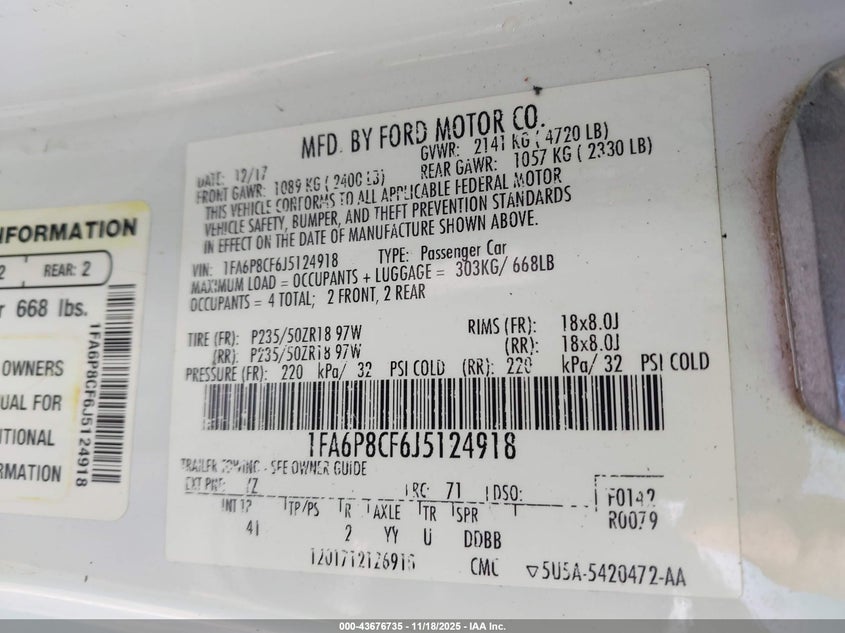 MFD. BY FORD MOTOR CO.
DATE: 12/17 GVWR: 2141 KG ( 4720 LB)
FRONT GAWR: 1089 KG ( 2400 LB) REAR GAWR: 1057 KG ( 2330 LB)
THIS VEHICLE CONFORMS TO ALL APPLICABLE FEDERAL MOTOR
VEHICLE SAFETY, BUMPER, AND THEFT PREVENTION STANDARDS
IN EFFECT ON THE DATE OF MANUFACTURE SHOWN ABOVE.
VIN: 1FA6P8CF6J5124918 TYPE: Passenger Car
MAXIMUM LOAD = OCCUPANTS + LUGGAGE = 303KG/ 668LB
OCCUPANTS = 4 TOTAL; 2 FRONT, 2 REAR
TIRE (FR): P235/50ZR18 97W RIMS (FR): 18x8.0J
(RR): P235/50ZR18 97W (RR): 18x8.0J
PRESSURE (FR): 220 kPa/ 32 PSI COLD (RR): 220 kPa/ 32 PSI COLD
1FA6P8CF6J5124918
TRAILER TOWING - SEE OWNER GUIDE
EXT PNT: YZ RC: 71 DSO: F0142
INT TR TP/PS R AXLE TR SPR R0079
41 2 YY U DDBB
CMC ▽5U5A-5420472-AA
NFORMATION
2 REAR: 2
r 668 lbs.
OWNERS
UAL FOR
ITIONAL
RMATION
1FA6P8CF6J5124918
000-43676735 - 11/18/2025 - IAA Inc.